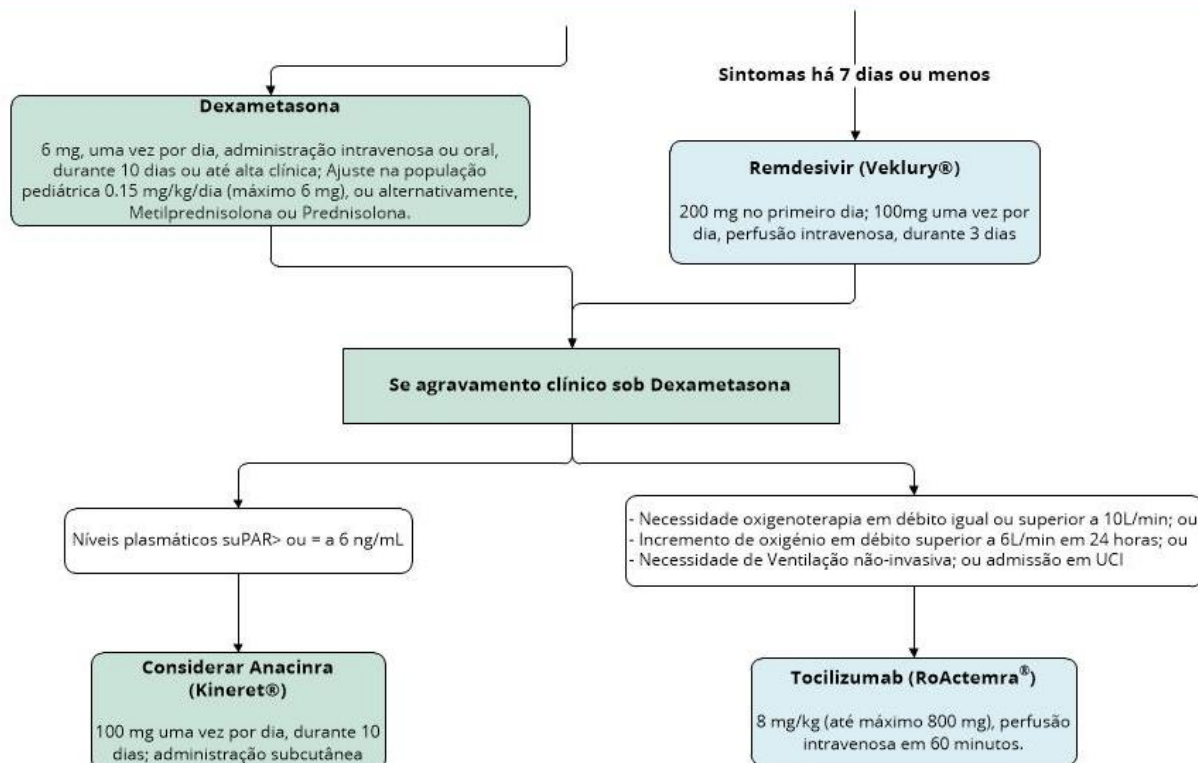 Sintomas há 7 dias ou menos
Dexametasona
6 mg, uma vez por dia, administração intravenosa ou oral,
durante 10 dias ou até alta clínica; Ajuste na população
pediátrica 0.15 mg/kg/dia (máximo 6 mg), ou alternativamente,
Metilprednisolona ou Prednisolona.
Remdesivir (Veklury®)
200 mg no primeiro dia; 100mg uma vez por
dia, perfusão intravenosa, durante 3 dias
Se agravamento clínico sob Dexametasona
Níveis plasmáticos suPAR> ou = a 6 ng/mL
- Necessidade oxigenoterapia em débito igual ou superior a 10L/min; ou
- Incremento de oxigénio em débito superior a 6L/min em 24 horas; ou
- Necessidade de Ventilação não-invasiva; ou admissão em UCI
Considerar Anacinra
(Kineret®)
100 mg uma vez por dia, durante 10
dias; administração subcutânea
Tocilizumab (RoActemra®)
8 mg/kg (até máximo 800 mg), perfusão
intravenosa em 60 minutos.